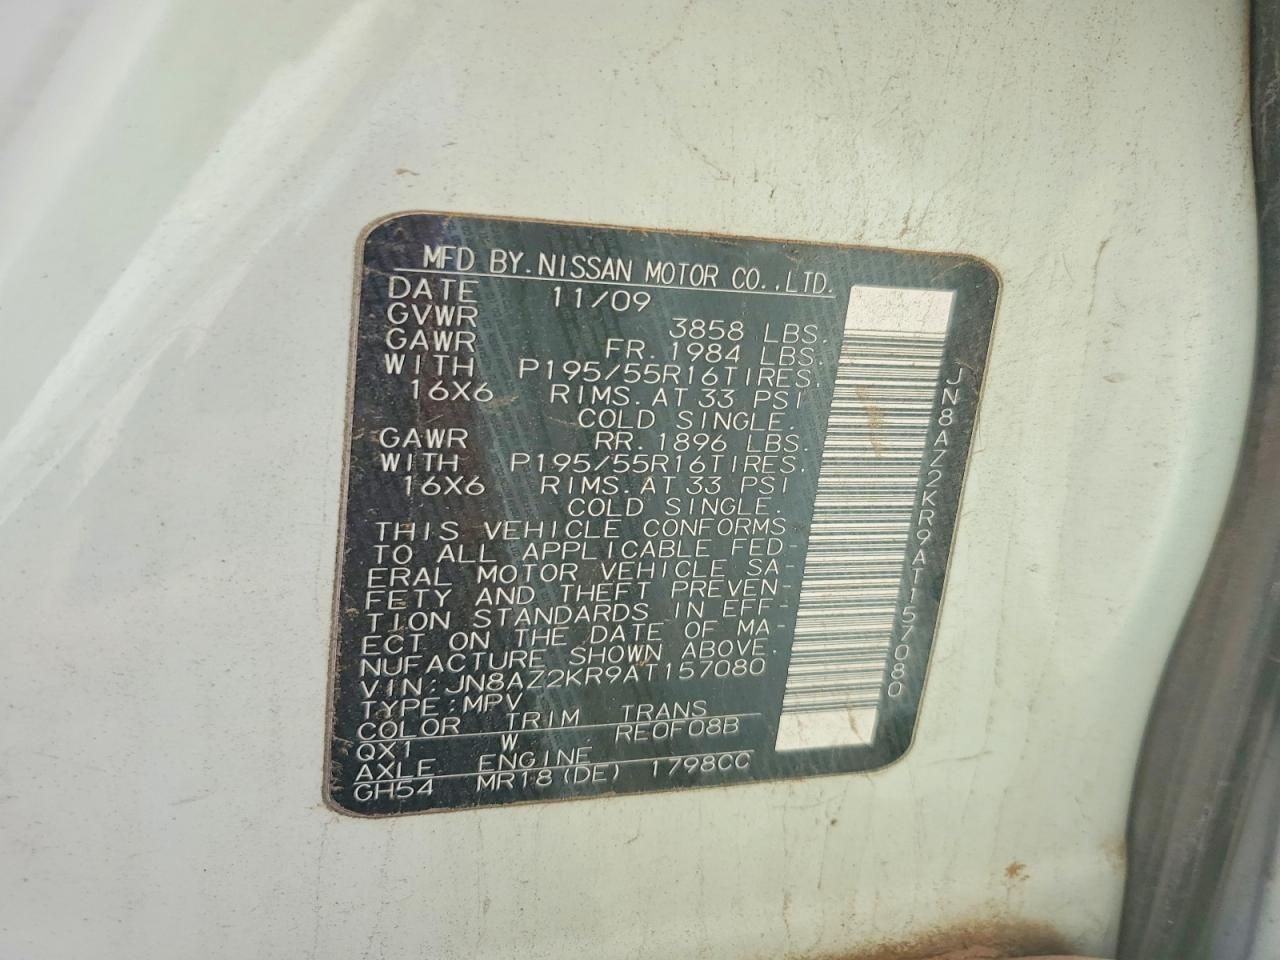 MFD BY. NISSAN MOTOR CO., LTD.
DATE 11/09
GVWR 3858 LBS.
GAWR FR. 1984 LBS.
WITH P195/55R16TIRES.
16X6 RIMS. AT 33 PSI
COLD SINGLE.
GAWR RR. 1896 LBS.
WITH P195/55R16TIRES.
16X6 RIMS. AT 33 PSI
COLD SINGLE.
THIS VEHICLE CONFORMS
TO ALL APPLICABLE FED-
ERAL MOTOR VEHICLE SA-
FETY AND THEFT PREVEN-
TION STANDARDS IN EFF-
ECT ON THE DATE OF MA-
NUFACTURE SHOWN ABOVE.
VIN:JN8AZ2KR9AT157080
TYPE:MPV
COLOR TRIM TRANS
QX1 W RE0F08B
AXLE ENGINE
GH54 MR18(DE) 1798CC
JN8AZ2KR9AT157080